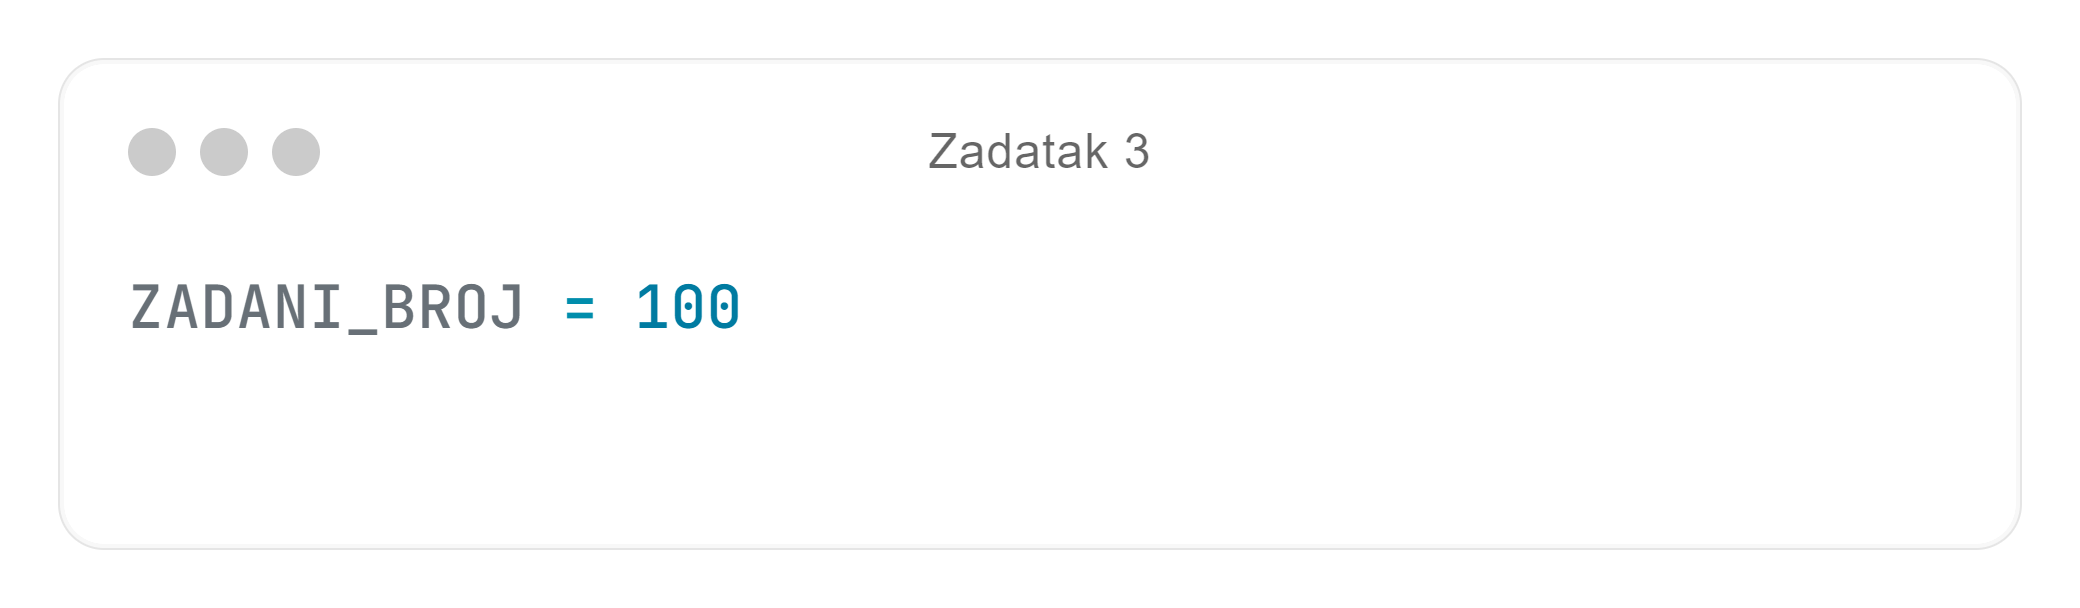 Zadatak 3
ZADANI_BROJ = 100